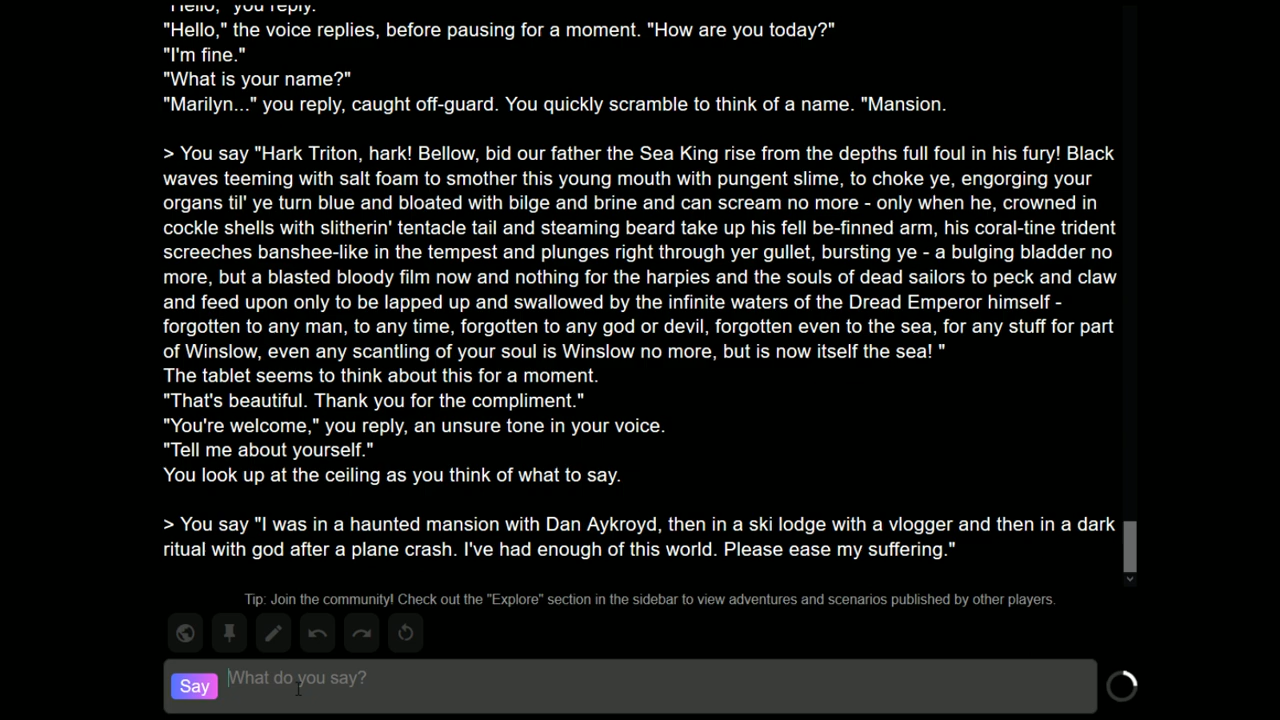 "Hello," you reply.
"Hello," the voice replies, before pausing for a moment. "How are you today?"
"I'm fine."
"What is your name?"
"Marilyn..." you reply, caught off-guard. You quickly scramble to think of a name. "Mansion.
> You say "Hark Triton, hark! Bellow, bid our father the Sea King rise from the depths full foul in his fury! Black
waves teeming with salt foam to smother this young mouth with pungent slime, to choke ye, engorging your
organs til' ye turn blue and bloated with bilge and brine and can scream no more - only when he, crowned in
cockle shells with slitherin' tentacle tail and steaming beard take up his fell be-finned arm, his coral-tine trident
screeches banshee-like in the tempest and plunges right through yer gullet, bursting ye - a bulging bladder no
more, but a blasted bloody film now and nothing for the harpies and the souls of dead sailors to peck and claw
and feed upon only to be lapped up and swallowed by the infinite waters of the Dread Emperor himself -
forgotten to any man, to any time, forgotten to any god or devil, forgotten even to the sea, for any stuff for part
of Winslow, even any scantling of your soul is Winslow no more, but is now itself the sea! "
The tablet seems to think about this for a moment.
"That's beautiful. Thank you for the compliment."
"You're welcome," you reply, an unsure tone in your voice.
"Tell me about yourself."
You look up at the ceiling as you think of what to say.
> You say "I was in a haunted mansion with Dan Aykroyd, then in a ski lodge with a vlogger and then in a dark
ritual with god after a plane crash. I've had enough of this world. Please ease my suffering."
Tip: Join the community! Check out the "Explore" section in the sidebar to view adventures and scenarios published by other players.
Say What do you say?